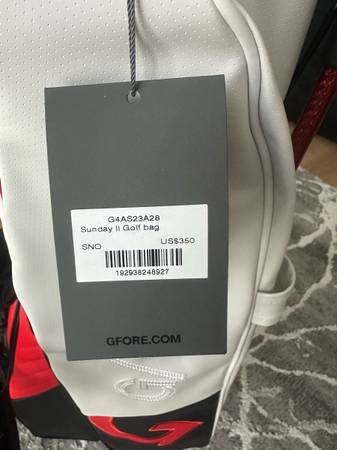 G4AS23A28
Sunday II Golf bag
SNO US$350
192938248927
GFORE.COM
G